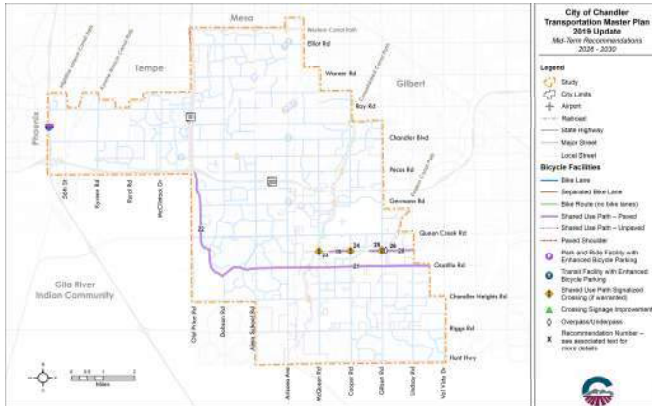 City of Chandler
Transportation Master Plan
2019 Update
Mid-Term Recommendations
2026 - 2030
Legend
Study
City Limits
Airport
Railroad
State Highway
Major Street
Local Street
Bicycle Facilities
Bike Lane
Separated Bike Lane
Bike Route (no bike lanes)
Shared Use Path - Paved
Shared Use Path - Unpaved
Paved Shoulder
Park and Ride Facility with
Enhanced Bicycle Parking
Transit Facility with Enhanced
Bicycle Parking
Shared Use Path Signalized
Crossing (if warranted)
Crossing Signage Improvement
Overpass/Underpass
X Recommendation Number -
see associated text for
more details
Mesa
Tempe
Gilbert
Phoenix
Gila River
Indian Community
Elliot Rd
Warner Rd
Ray Rd
Chandler Blvd
Pecos Rd
Germann Rd
Queen Creek Rd
Ocotillo Rd
Chandler Heights Rd
Riggs Rd
Hunt Hwy
56th St
Kyrene Rd
Rural Rd
McClintock Dr
Old Price Rd
Dobson Rd
Alma School Rd
Arizona Ave
McQueen Rd
Cooper Rd
Gilbert Rd
Lindsay Rd
Val Vista Dr
Consolidated Canal Path
22
24
21
Miles